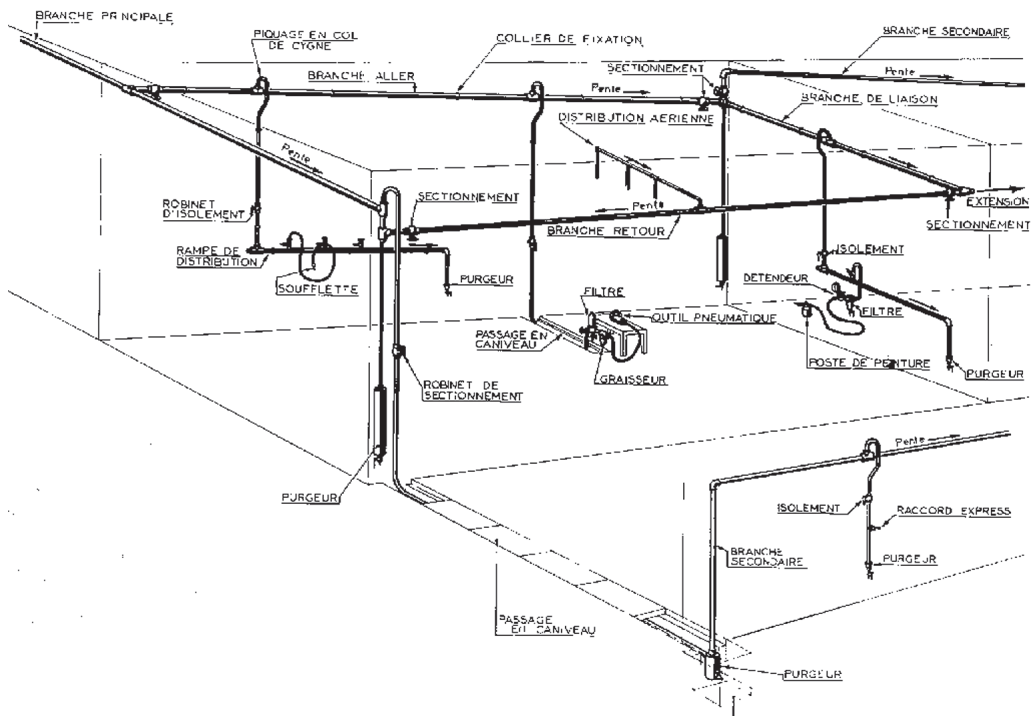 BRANCHE PRINCIPALE
PIQUAGE EN COL
DE CYGNE
COLLIER DE FIXATION
BRANCHE SECONDAIRE
BRANCHE ALLER
Pente
SECTIONNEMENT
Pente
Pente
BRANCHE DE LIAISON
DISTRIBUTION AERIENNE
Pente
ROBINET
D'ISOLEMENT
SECTIONNEMENT
Pente
BRANCHE RETOUR
EXTENSION
SECTIONNEMENT
RAMPE DE
DISTRIBUTION
SOUFFLETTE
PURGEUR
ISOLEMENT
DETENDEUR
FILTRE
FILTRE
OUTIL PNEUMATIQUE
PASSAGE EN
CANIVEAU
GRAISSEUR
POSTE DE PEINTURE
PURGEUR
ROBINET DE
SECTIONNEMENT
PURGEUR
Pente
ISOLEMENT
RACCORD EXPRESS
BRANCHE
SECONDAIRE
PURGEUR
PASSAGE
EN CANIVEAU
PURGEUR